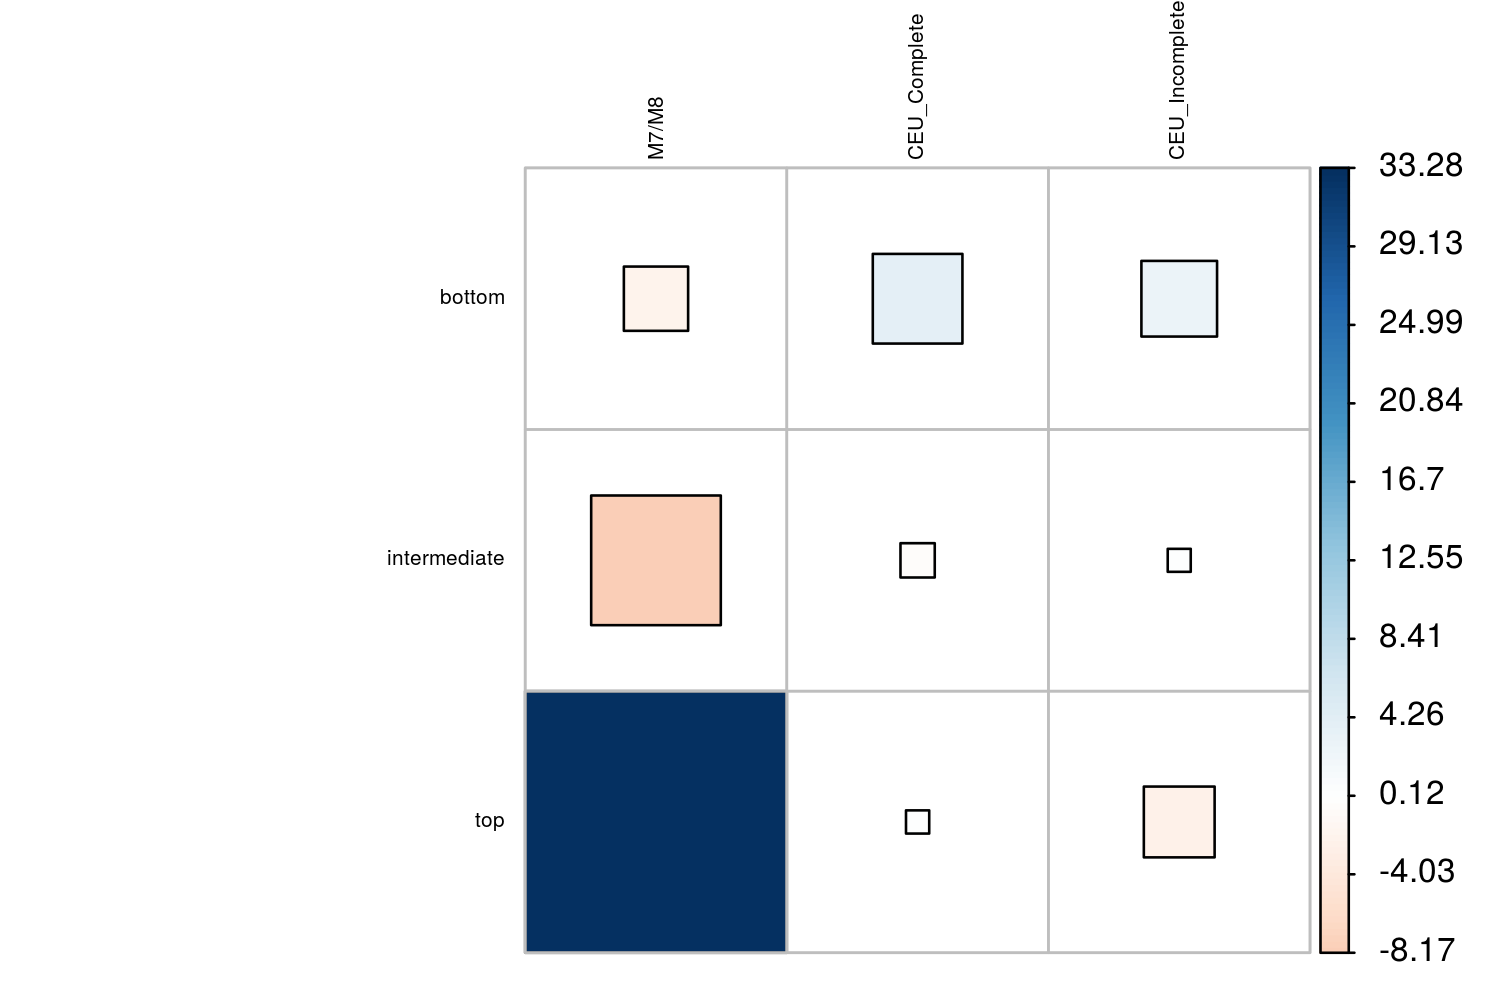 M7/M8
CEU_Complete
CEU_Incomplete
bottom
intermediate
top
33.28
29.13
24.99
20.84
16.7
12.55
8.41
4.26
0.12
-4.03
-8.17